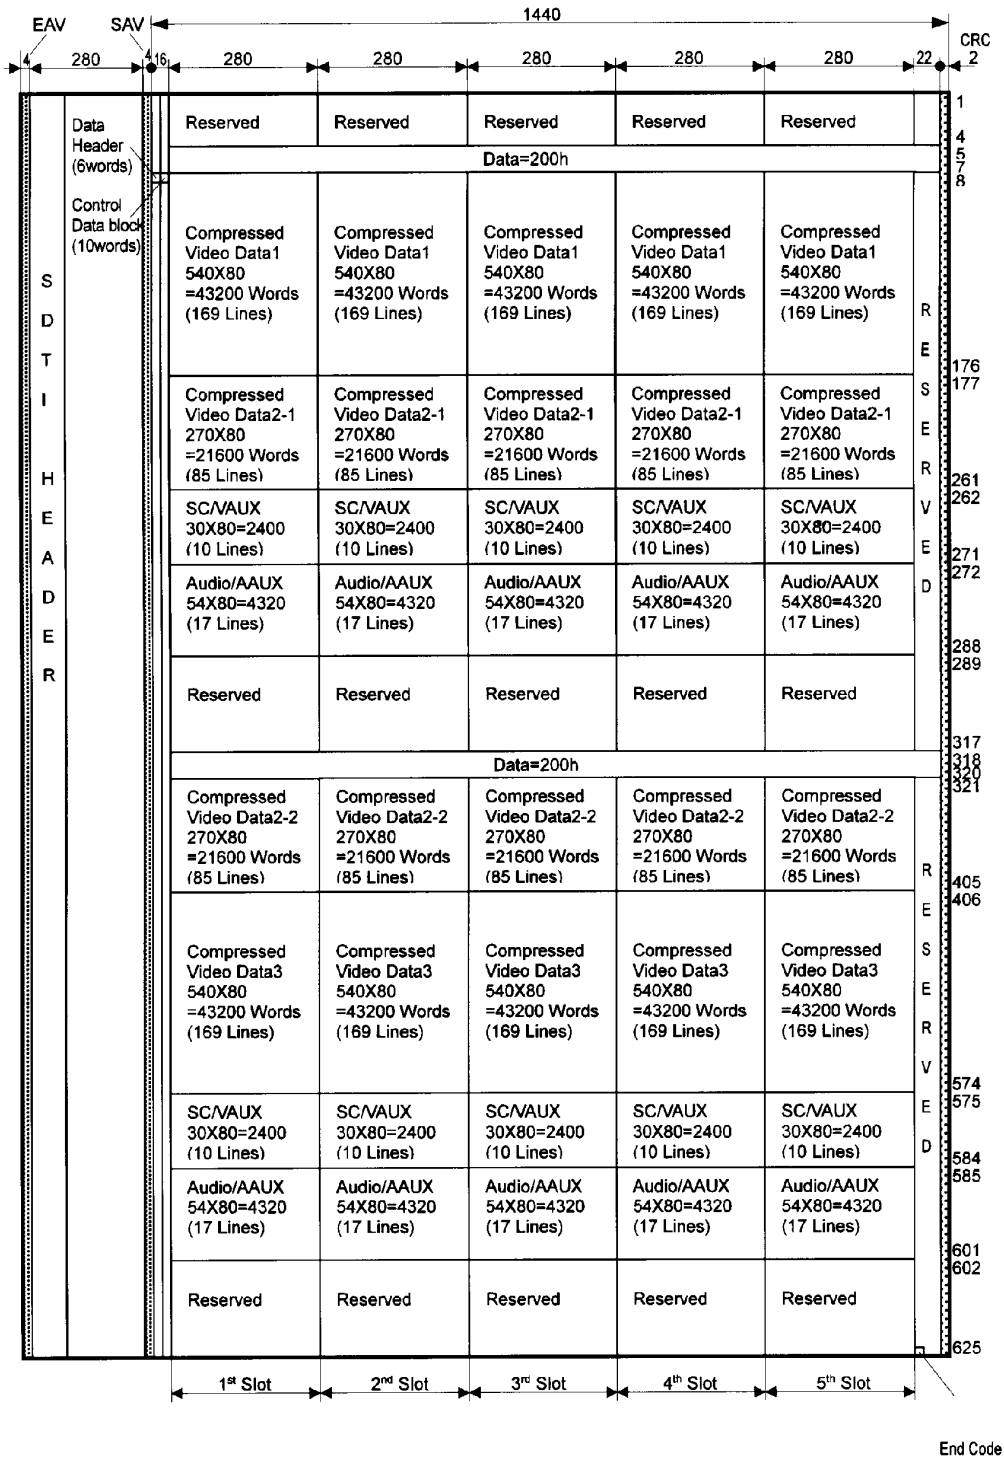 1440
EAV SAV CRC
4 280 4 16 280 280 280 280 280 22 2
1
Data Header (6words)
Reserved Reserved Reserved Reserved Reserved
4
5
Data=200h
7
8
Control Data block (10words)
Compressed Compressed Compressed Compressed Compressed
Video Data1 Video Data1 Video Data1 Video Data1 Video Data1
540X80 540X80 540X80 540X80 540X80
=43200 Words =43200 Words =43200 Words =43200 Words =43200 Words
(169 Lines) (169 Lines) (169 Lines) (169 Lines) (169 Lines)
SDTI HEADER
RESERVED
176
177
Compressed Compressed Compressed Compressed Compressed
Video Data2-1 Video Data2-1 Video Data2-1 Video Data2-1 Video Data2-1
270X80 270X80 270X80 270X80 270X80
=21600 Words =21600 Words =21600 Words =21600 Words =21600 Words
(85 Lines) (85 Lines) (85 Lines) (85 Lines) (85 Lines)
261
262
SC/VAUX SC/VAUX SC/VAUX SC/VAUX SC/VAUX
30X80=2400 30X80=2400 30X80=2400 30X80=2400 30X80=2400
(10 Lines) (10 Lines) (10 Lines) (10 Lines) (10 Lines)
271
272
Audio/AAUX Audio/AAUX Audio/AAUX Audio/AAUX Audio/AAUX
54X80=4320 54X80=4320 54X80=4320 54X80=4320 54X80=4320
(17 Lines) (17 Lines) (17 Lines) (17 Lines) (17 Lines)
288
289
Reserved Reserved Reserved Reserved Reserved
317
318
Data=200h
320
321
Compressed Compressed Compressed Compressed Compressed
Video Data2-2 Video Data2-2 Video Data2-2 Video Data2-2 Video Data2-2
270X80 270X80 270X80 270X80 270X80
=21600 Words =21600 Words =21600 Words =21600 Words =21600 Words
(85 Lines) (85 Lines) (85 Lines) (85 Lines) (85 Lines)
RESERVED
405
406
Compressed Compressed Compressed Compressed Compressed
Video Data3 Video Data3 Video Data3 Video Data3 Video Data3
540X80 540X80 540X80 540X80 540X80
=43200 Words =43200 Words =43200 Words =43200 Words =43200 Words
(169 Lines) (169 Lines) (169 Lines) (169 Lines) (169 Lines)
574
575
SC/VAUX SC/VAUX SC/VAUX SC/VAUX SC/VAUX
30X80=2400 30X80=2400 30X80=2400 30X80=2400 30X80=2400
(10 Lines) (10 Lines) (10 Lines) (10 Lines) (10 Lines)
584
585
Audio/AAUX Audio/AAUX Audio/AAUX Audio/AAUX Audio/AAUX
54X80=4320 54X80=4320 54X80=4320 54X80=4320 54X80=4320
(17 Lines) (17 Lines) (17 Lines) (17 Lines) (17 Lines)
601
602
Reserved Reserved Reserved Reserved Reserved
625
1st Slot 2nd Slot 3rd Slot 4th Slot 5th Slot
End Code